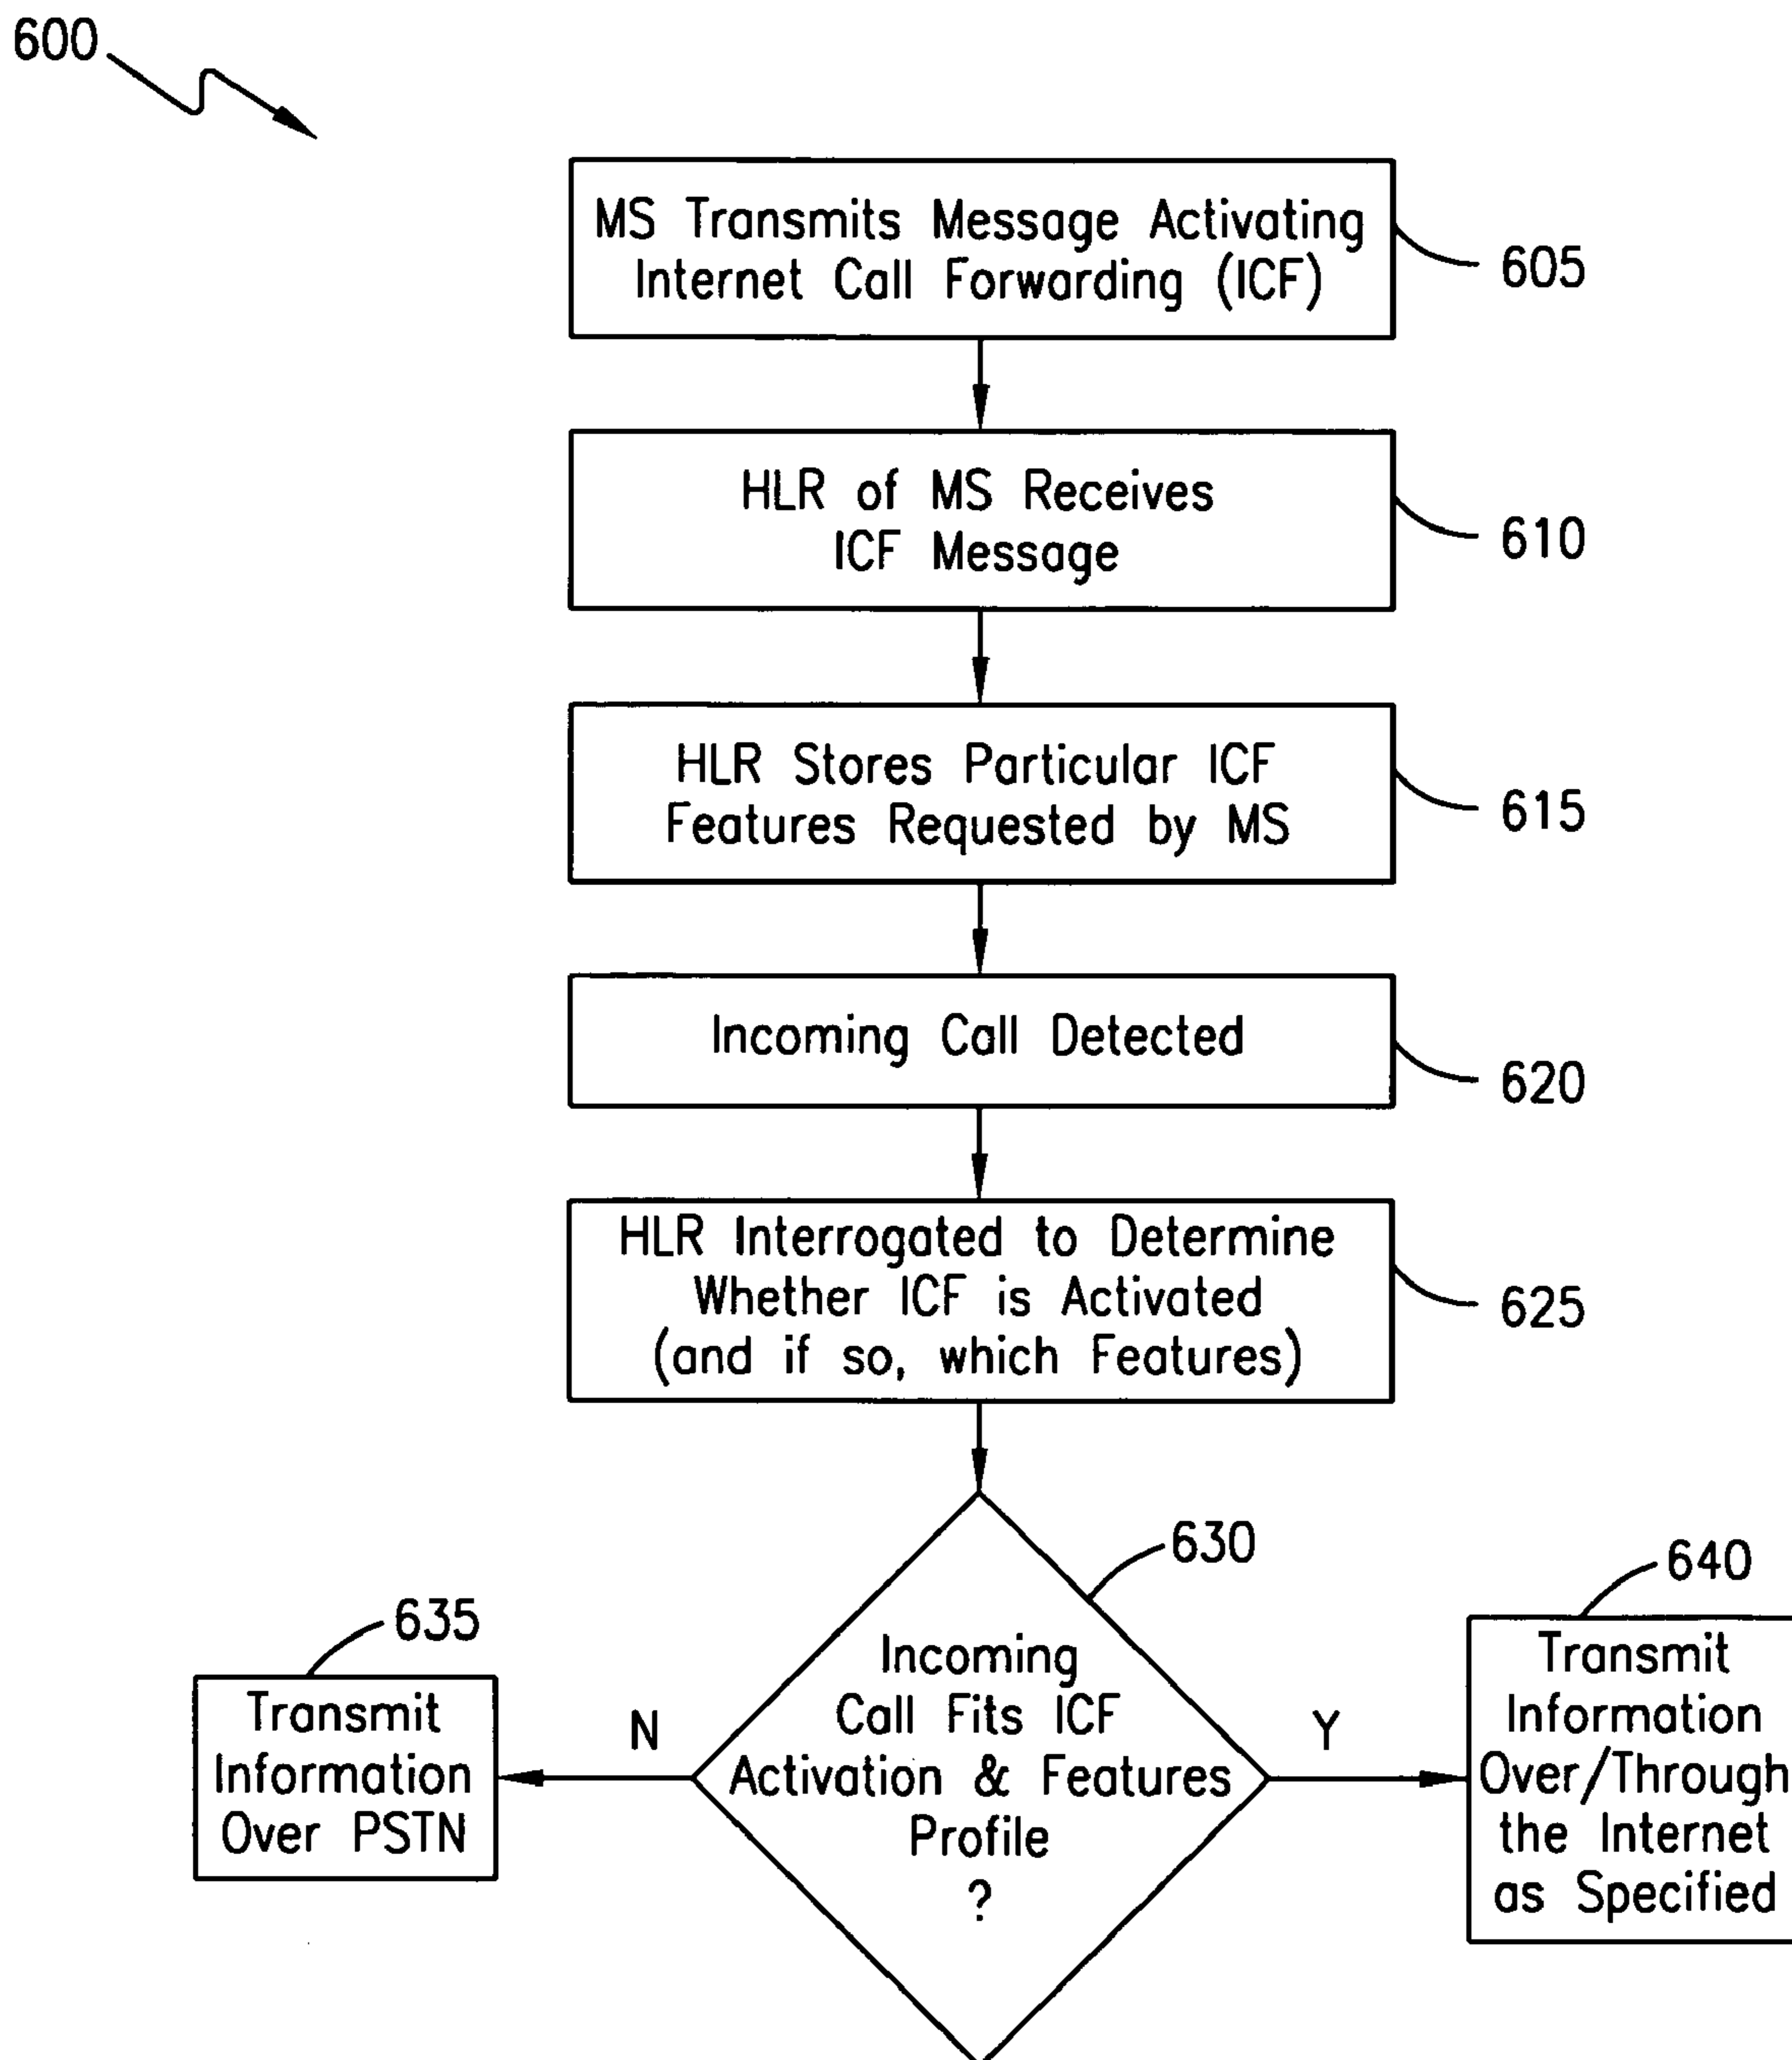 600
MS Transmits Message Activating
Internet Call Forwarding (ICF)
605
HLR of MS Receives
ICF Message
610
HLR Stores Particular ICF
Features Requested by MS
615
Incoming Call Detected
620
HLR Interrogated to Determine
Whether ICF is Activated
(and if so, which Features)
625
630
Incoming
Call Fits ICF
Activation & Features
Profile
?
N
635
Transmit
Information
Over PSTN
Y
640
Transmit
Information
Over/Through
the Internet
as Specified